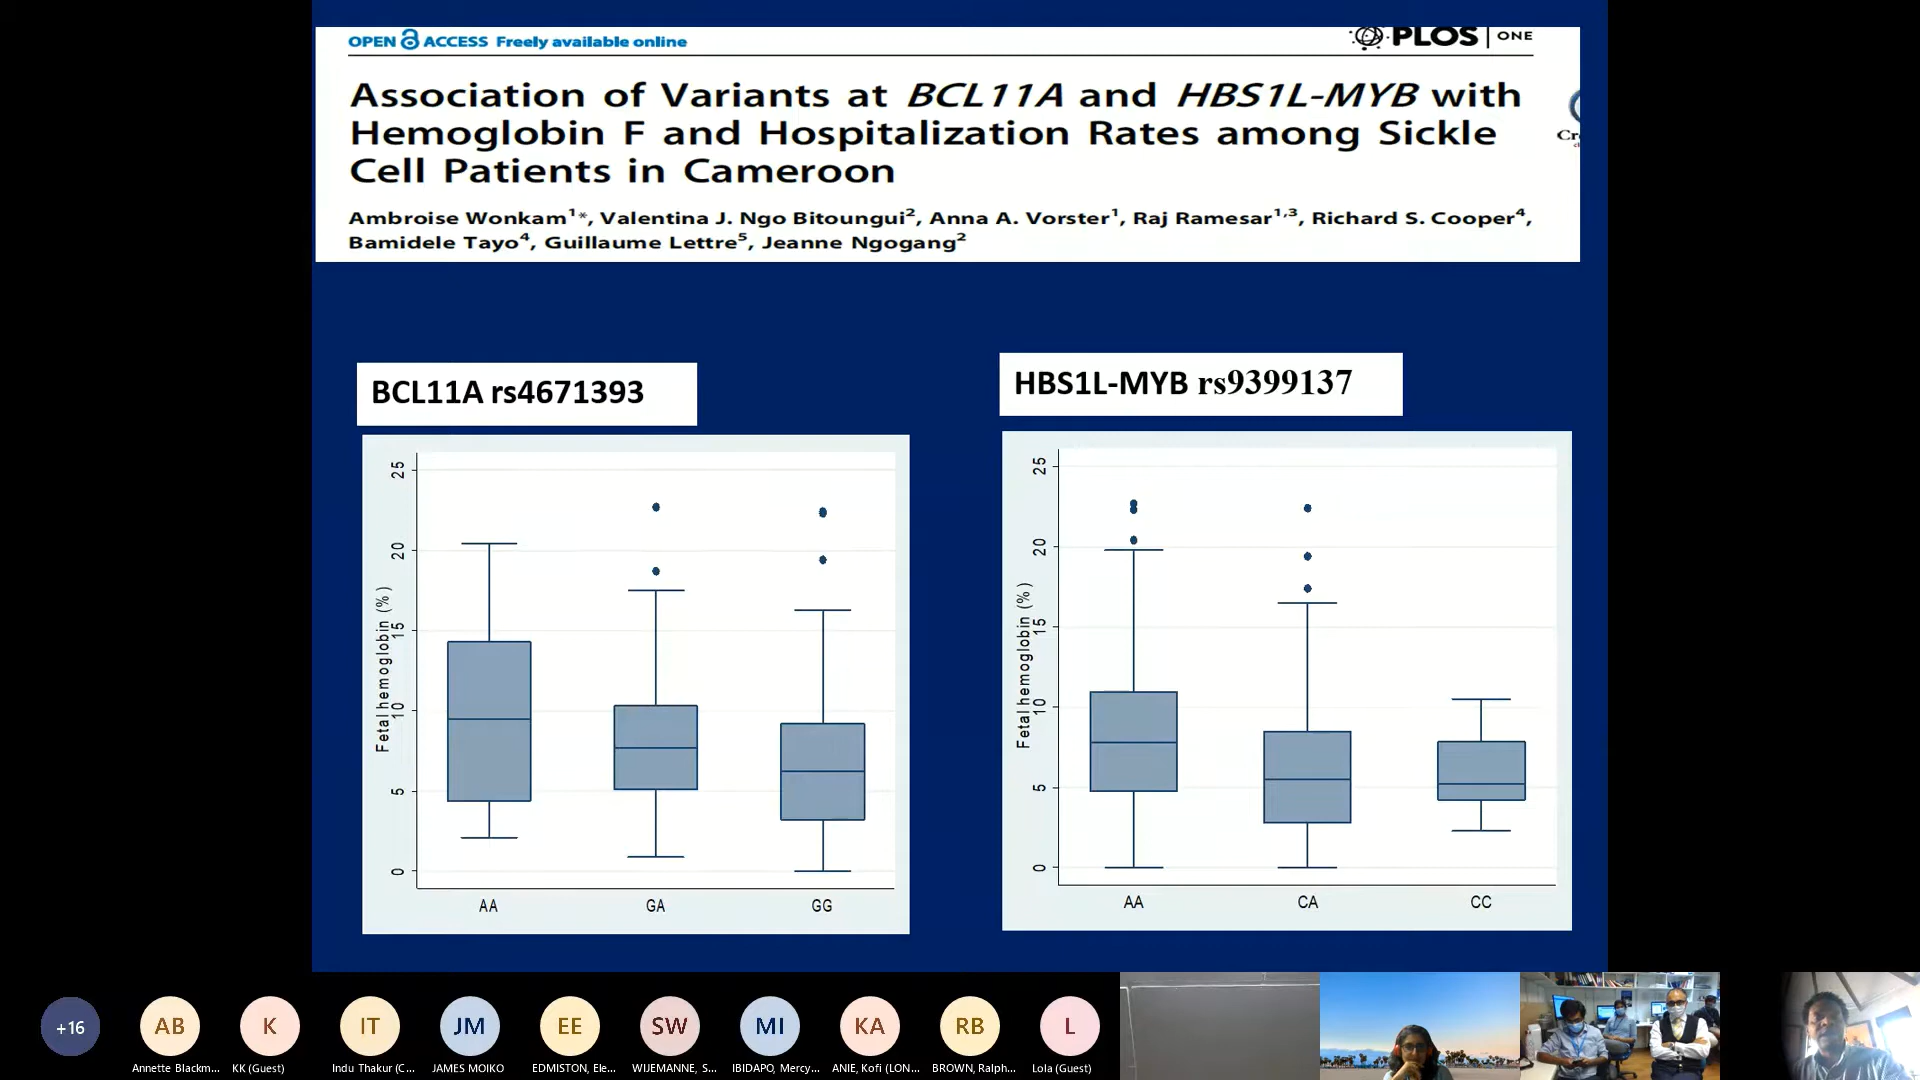 OPEN ACCESS Freely available online
PLOS ONE
Association of Variants at BCL11A and HBS1L-MYB with
Hemoglobin F and Hospitalization Rates among Sickle
Cell Patients in Cameroon
Ambroise Wonkam1*, Valentina J. Ngo Bitoungui2, Anna A. Vorster1, Raj Ramesar1,3, Richard S. Cooper4,
Bamidele Tayo4, Guillaume Lettre5, Jeanne Ngogang2
BCL11A rs4671393
Fetal hemoglobin (%)
25
20
15
10
5
0
AA GA GG
HBS1L-MYB rs9399137
Fetal hemoglobin (%)
25
20
15
10
5
0
AA CA CC
+16
AB
Annette Blackm...
K
KK (Guest)
IT
Indu Thakur (C...
JM
JAMES MOIKO
EE
EDMISTON, Ele...
SW
WIJEMANNE, S...
MI
IBIDAPO, Mercy...
KA
ANIE, Kofi (LON...
RB
BROWN, Ralph...
L
Lola (Guest)